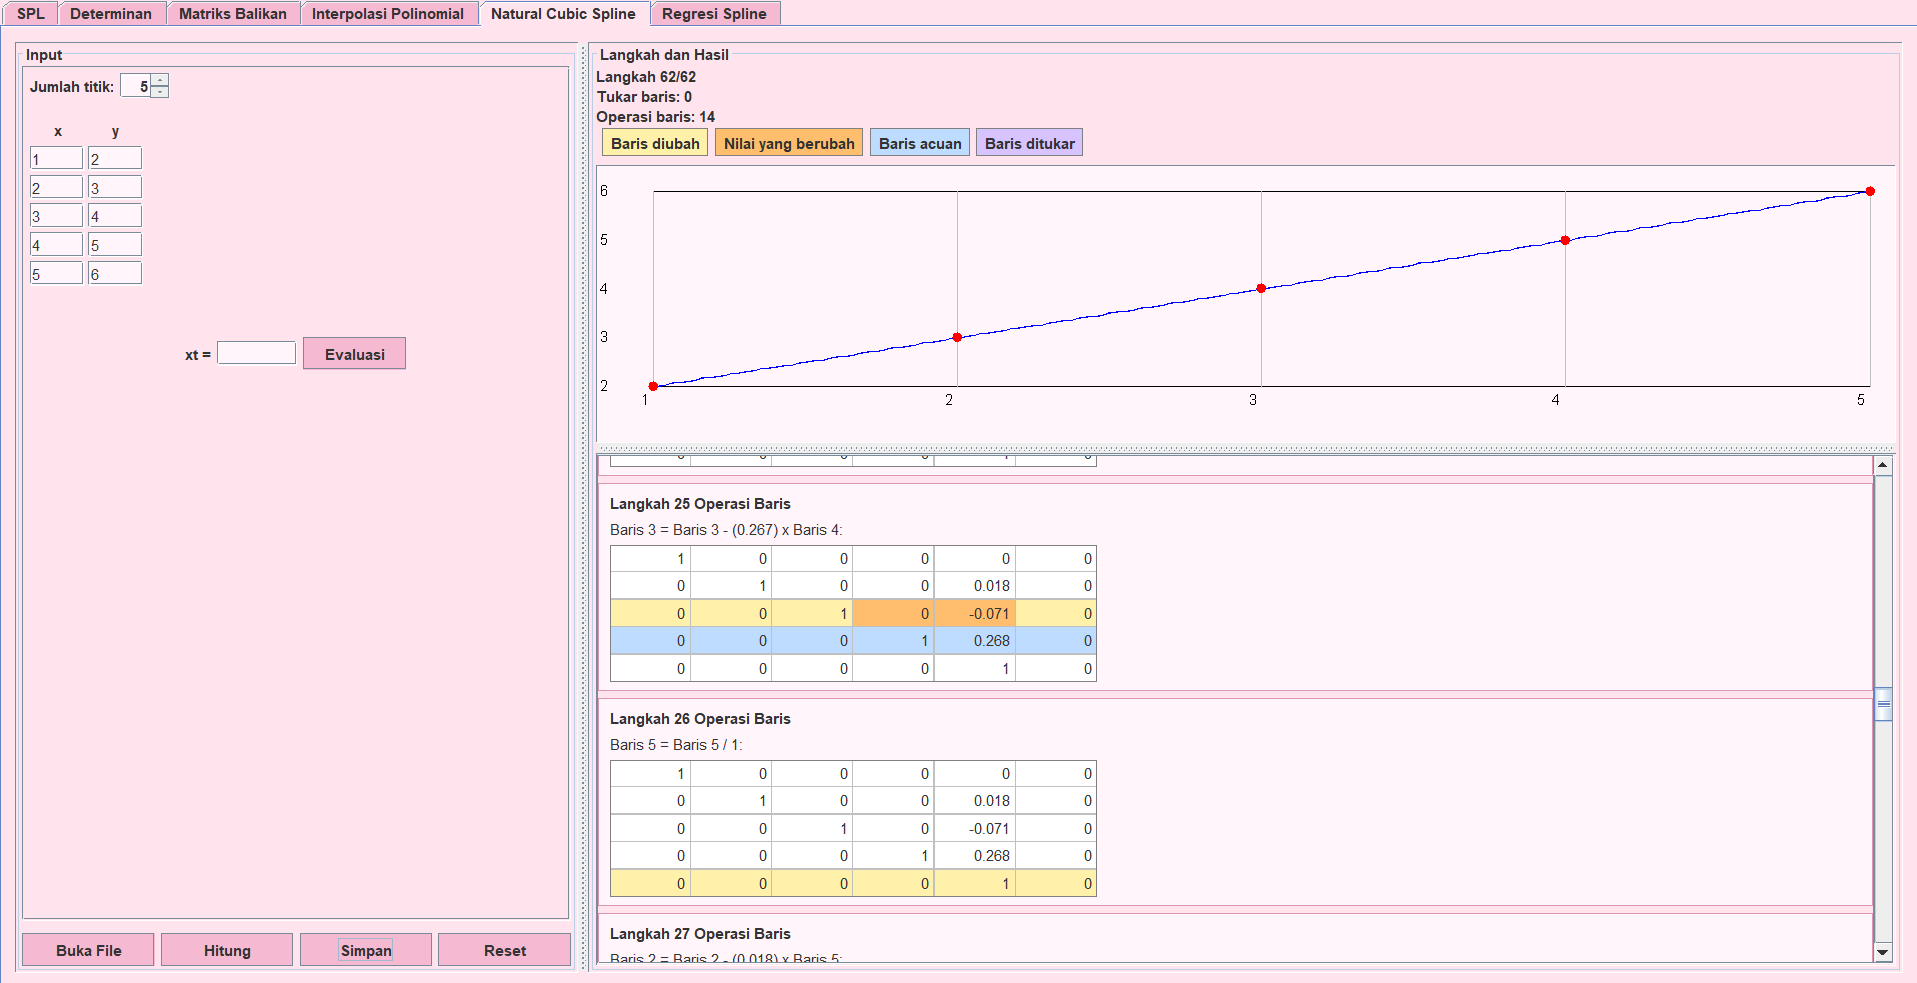 SPL Determinan Matriks Balikan Interpolasi Polinomial Natural Cubic Spline Regresi Spline
Input
Jumlah titik: 5
x y
1 2
2 3
3 4
4 5
5 6
xt = Evaluasi
Buka File Hitung Simpan Reset
Langkah dan Hasil
Langkah 62/62
Tukar baris: 0
Operasi baris: 14
Baris diubah Nilai yang berubah Baris acuan Baris ditukar
6
5
4
3
2
1 2 3 4 5
Langkah 25 Operasi Baris
Baris 3 = Baris 3 - (0.267) x Baris 4:
1 0 0 0 0 0
0 1 0 0 0.018 0
0 0 1 0 -0.071 0
0 0 0 1 0.268 0
0 0 0 0 1 0
Langkah 26 Operasi Baris
Baris 5 = Baris 5 / 1:
1 0 0 0 0 0
0 1 0 0 0.018 0
0 0 1 0 -0.071 0
0 0 0 1 0.268 0
0 0 0 0 1 0
Langkah 27 Operasi Baris
Baris 2 = Baris 2 - (0.018) x Baris 5: